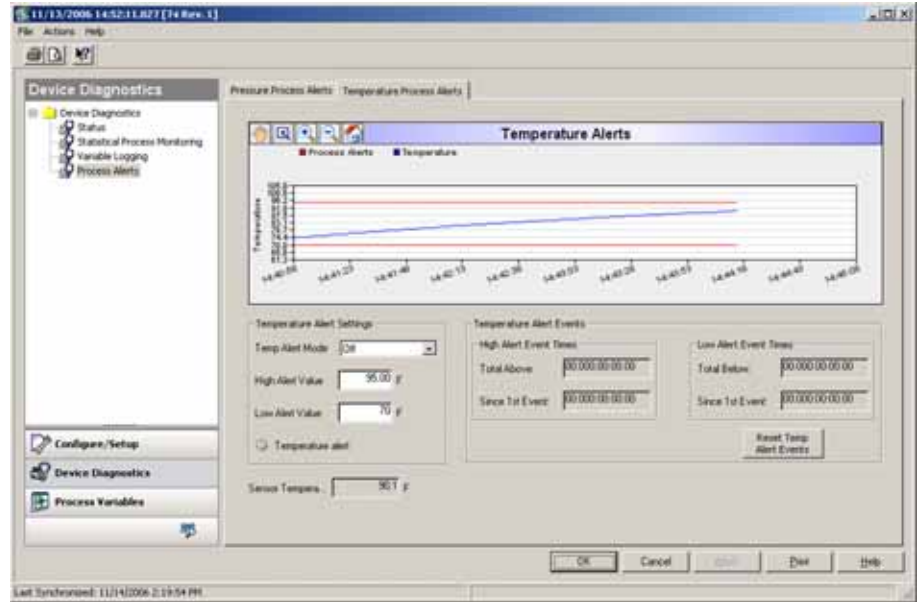 11/13/2006 14:52:11.827 [T4 Rev. 1]
File Actions Help
Device Diagnostics
Device Diagnostics
Status
Statistical Process Monitoring
Variable Logging
Process Alerts
Configure/Setup
Device Diagnostics
Process Variables
Pressure Process Alerts Temperature Process Alerts
Temperature Alerts
Process Alerts Temperature
Temperature
Temperature Alert Settings
Temp Alert Mode Off
High Alert Value 95.00 F
Low Alert Value 70 F
Temperature alert
Sensor Tempera... 90.1 F
Temperature Alert Events
High Alert Event Times
Total Above 00.000:00:00.00
Since 1st Event 00.000:00:00.00
Low Alert Event Times
Total Below 00.000:00:00.00
Since 1st Event 00.000:00:00.00
Reset Temp
Alert Events
OK Cancel Print Help
Last Synchronized: 11/14/2006 2:19:54 PM